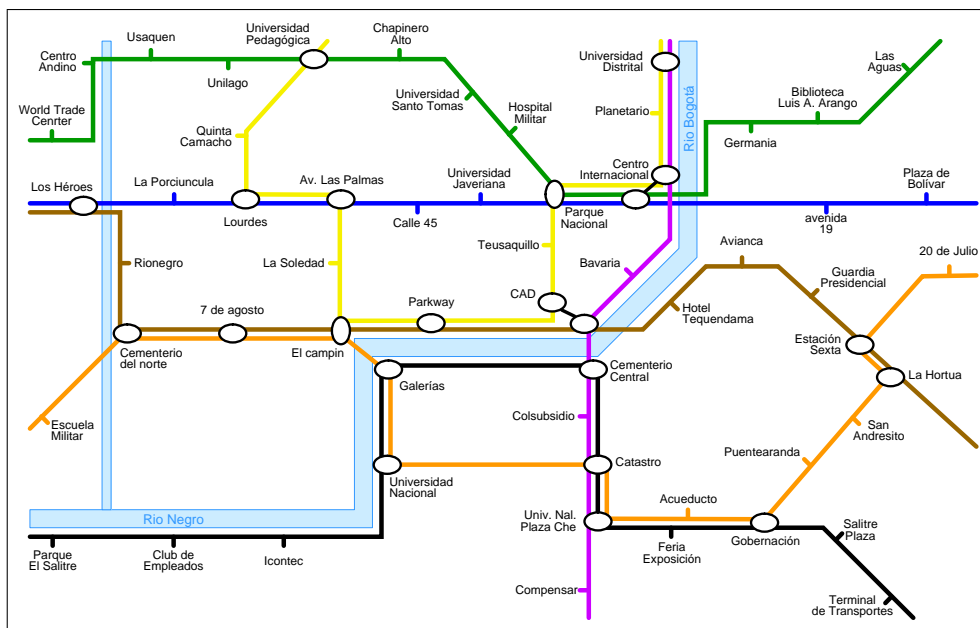 Usaquen
Universidad
Pedagógica
Chapinero
Alto
Centro
Andino
Unilago
Universidad
Santo Tomas
Hospital
Militar
World Trade
Cenrter
Quinta
Camacho
Universidad
Distrital
Planetario
Rio Bogotá
Las
Aguas
Biblioteca
Luis A. Arango
Germania
Los Héroes
La Porciuncula
Av. Las Palmas
Universidad
Javeriana
Centro
Internacional
Plaza de
Bolívar
Lourdes
Calle 45
Parque
Nacional
avenida
19
Rionegro
La Soledad
Teusaquillo
Bavaria
Avianca
20 de Julio
Guardia
Presidencial
7 de agosto
Parkway
CAD
Hotel
Tequendama
Cementerio
del norte
El campin
Estación
Sexta
La Hortua
Galerías
Cementerio
Central
Escuela
Militar
Colsubsidio
San
Andresito
Universidad
Nacional
Catastro
Puentearanda
Rio Negro
Univ. Nal.
Plaza Che
Acueducto
Gobernación
Salitre
Plaza
Parque
El Salitre
Club de
Empleados
Icontec
Feria
Exposición
Compensar
Terminal
de Transportes